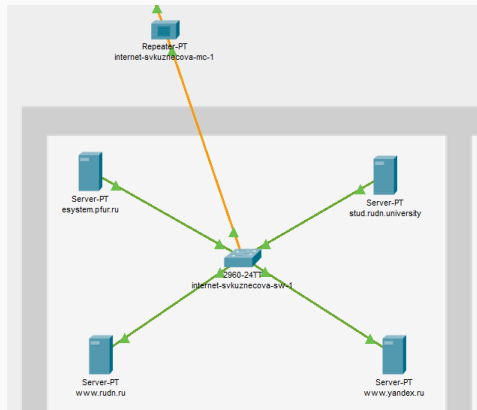 Repeater-PT
internet-svkuznecova-mc-1
Server-PT
esystem.pfur.ru
Server-PT
stud.rudn.university
2960-24TT
internet-svkuznecova-sw-1
Server-PT
www.rudn.ru
Server-PT
www.yandex.ru